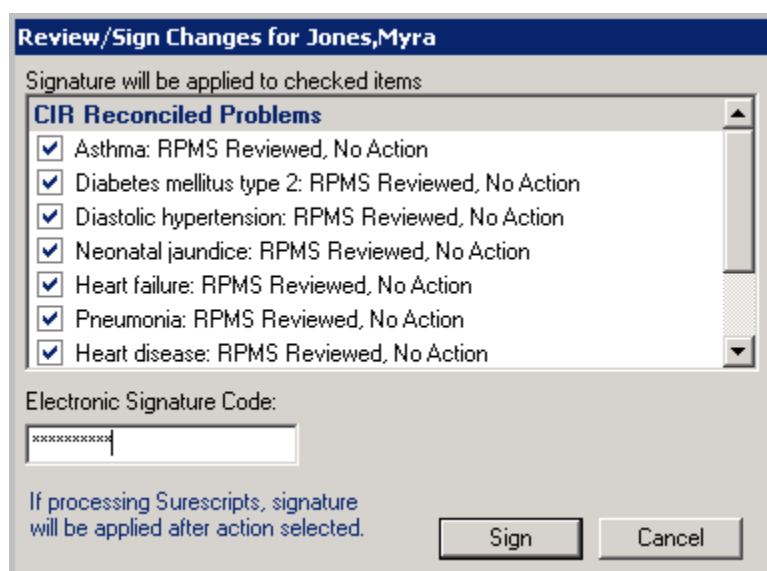 Review/Sign Changes for Jones,Myra
Signature will be applied to checked items
CIR Reconciled Problems
Asthma: RPMS Reviewed, No Action
Diabetes mellitus type 2: RPMS Reviewed, No Action
Diastolic hypertension: RPMS Reviewed, No Action
Neonatal jaundice: RPMS Reviewed, No Action
Heart failure: RPMS Reviewed, No Action
Pneumonia: RPMS Reviewed, No Action
Heart disease: RPMS Reviewed, No Action
Electronic Signature Code:
**********
If processing Surescripts, signature
will be applied after action selected.
Sign Cancel